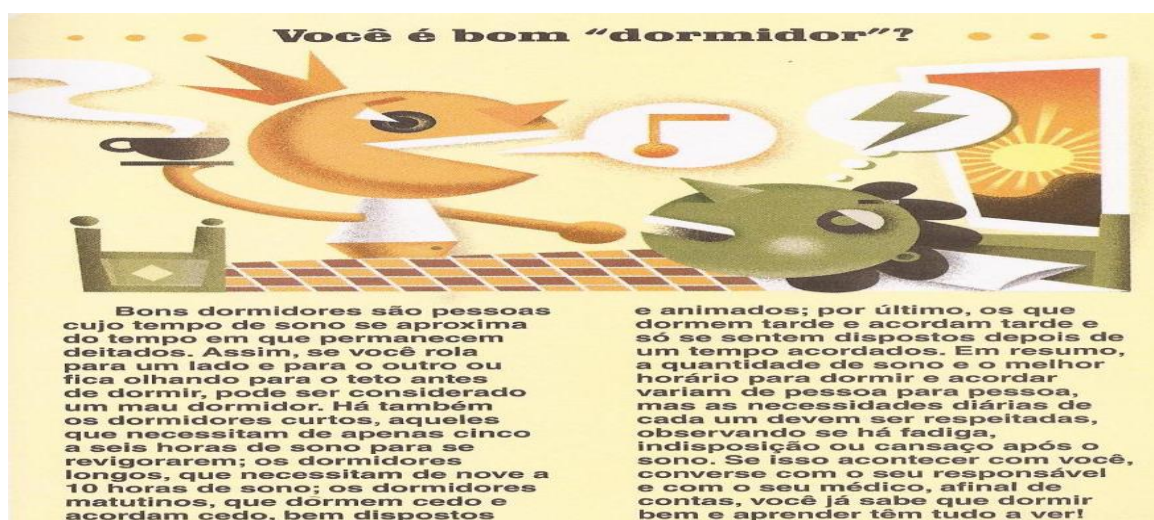 Você é bom “dormidor”?
Bons dormidores são pessoas
cujo tempo de sono se aproxima
do tempo em que permanecem
deitados. Assim, se você rola
para um lado e para o outro ou
fica olhando para o teto antes
de dormir, pode ser considerado
um mau dormidor. Há também
os dormidores curtos, aqueles
que necessitam de apenas cinco
a seis horas de sono para se
revigorarem; os dormidores
longos, que necessitam de nove a
10 horas de sono; os dormidores
matutinos, que dormem cedo e
acordam cedo, bem dispostos
e animados; por último, os que
dormem tarde e acordam tarde e
só se sentem dispostos depois de
um tempo acordados. Em resumo,
a quantidade de sono e o melhor
horário para dormir e acordar
variam de pessoa para pessoa,
mas as necessidades diárias de
cada um devem ser respeitadas,
observando se há fadiga,
indisposição ou cansaço após o
sono. Se isso acontecer com você,
converse com o seu responsável
e com o seu médico, afinal de
contas, você já sabe que dormir
bem e aprender têm tudo a ver!